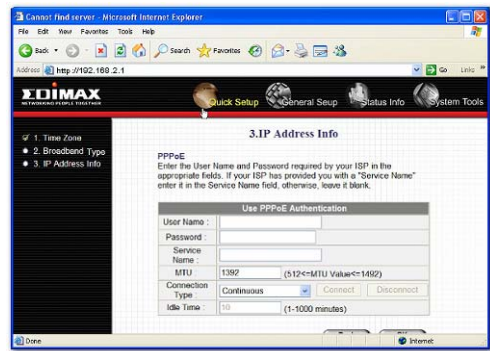 Cannot find server - Microsoft Internet Explorer
File Edit View Favorites Tools Help
Back Search Favorites
Address http://192.168.2.1 Go Links »
EDIMAX
NETWORKING PEOPLE TOGETHER
Quick Setup General Seup Status Info System Tools
1. Time Zone
2. Broadband Type
3. IP Address Info
3.IP Address Info
PPPoE
Enter the User Name and Password required by your ISP in the
appropriate fields. If your ISP has provided you with a "Service Name"
enter it in the Service Name field, otherwise, leave it blank.
Use PPPoE Authentication
User Name :
Password :
Service
Name :
MTU 1392 (512<=MTU Value<=1492)
Connection
Type : Continuous Connect Disconnect
Idle Time : 10 (1-1000 minutes)
Done Internet